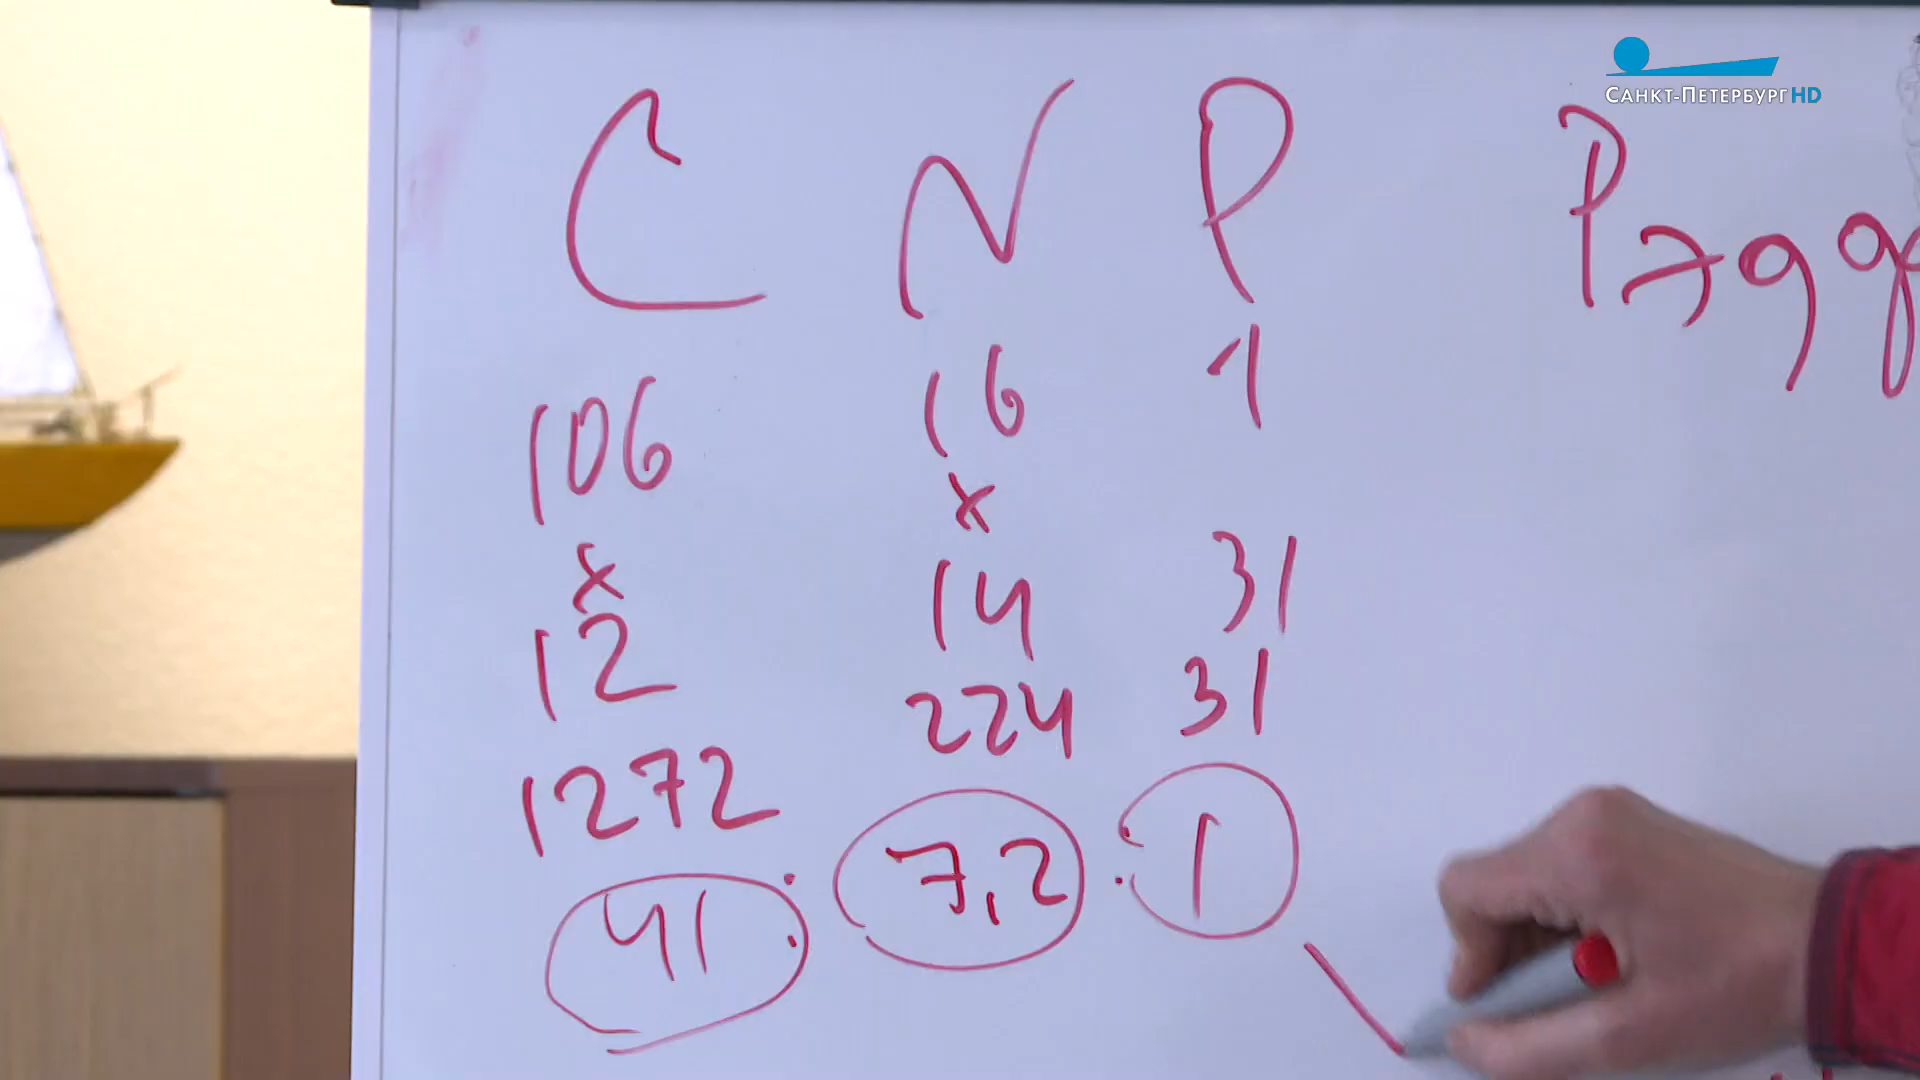 САНКТ-ПЕТЕРБУРГ HD
C N P
106 16 1
x x
12 14 31
1272 224 31
41 : 7,2 : 1